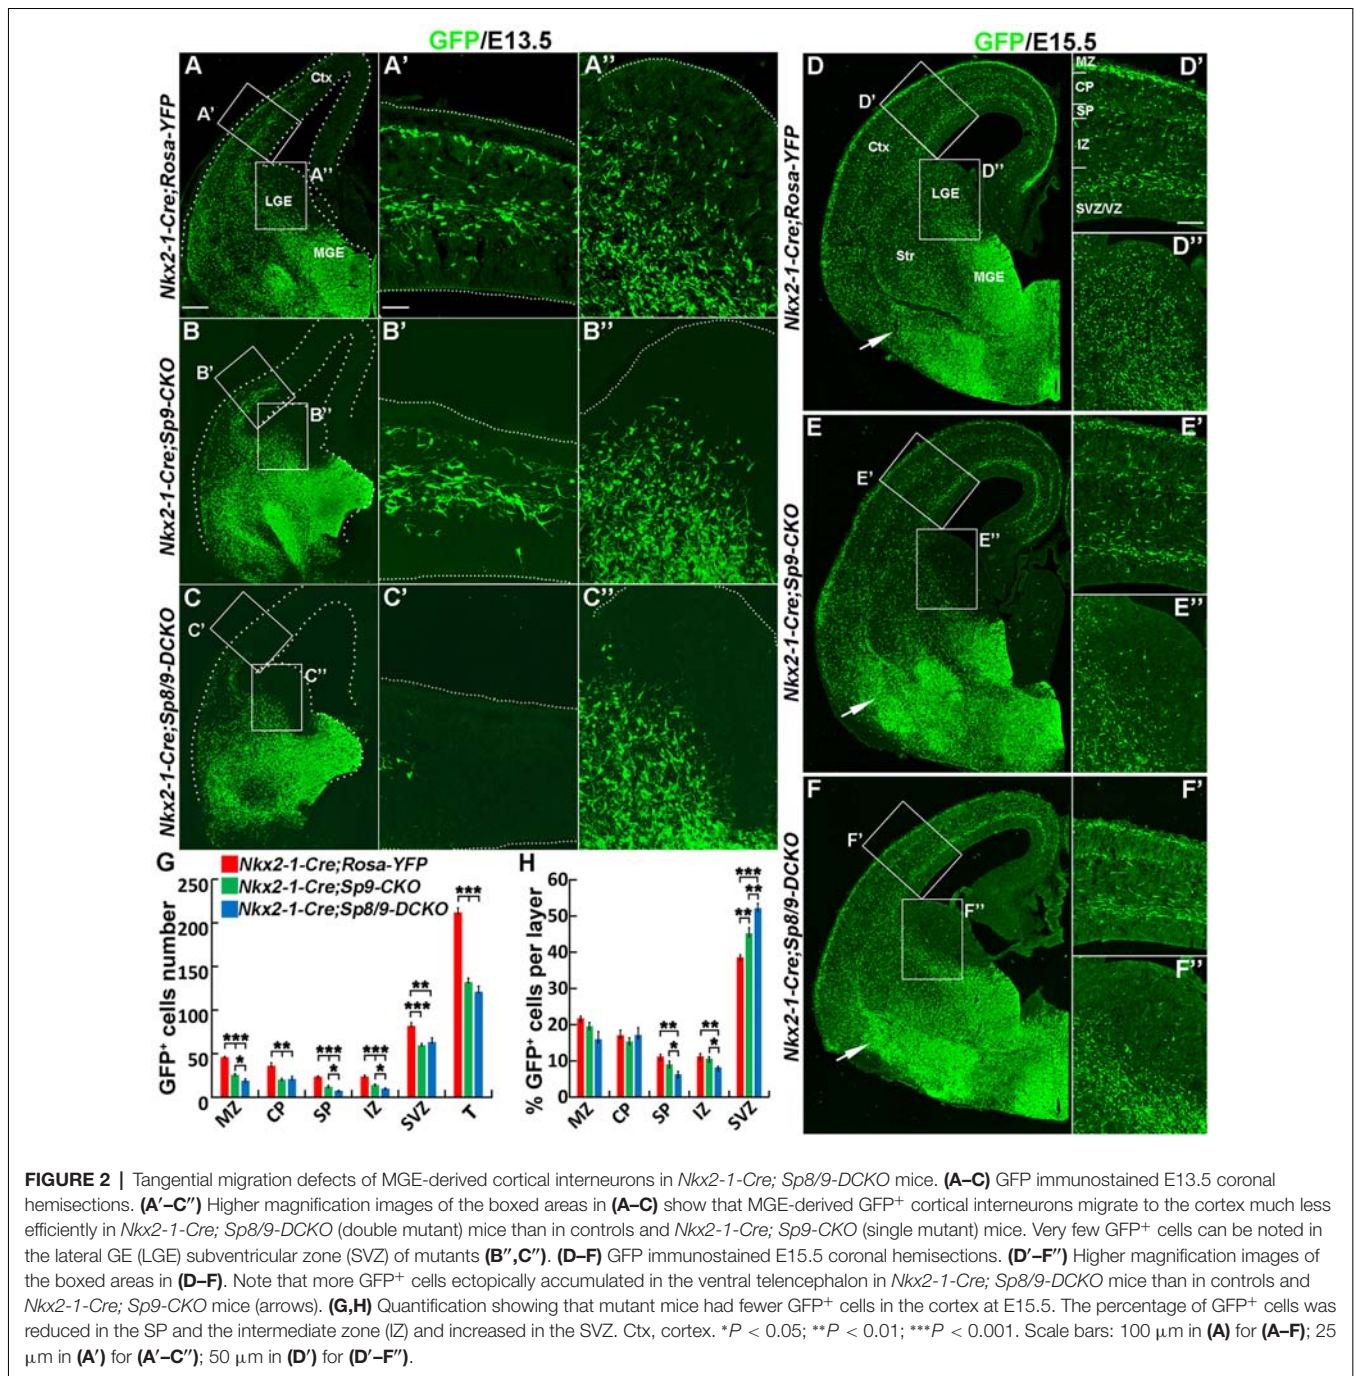 GFP/E13.5
GFP/E15.5
Nkx2-1-Cre;Rosa-YFP
A
Ctx
A’
A’’
LGE
MGE
A’
A’’
Nkx2-1-Cre;Sp9-CKO
B
B’
B’’
B’
B’’
Nkx2-1-Cre;Sp8/9-DCKO
C
C’
C’’
C’
C’’
Nkx2-1-Cre;Rosa-YFP
D
D’
Ctx
D’’
LGE
Str
MGE
D’
MZ
CP
SP
IZ
SVZ/VZ
D’’
Nkx2-1-Cre;Sp9-CKO
E
E’
E’’
E’
E’’
Nkx2-1-Cre;Sp8/9-DCKO
F
F’
F’’
F’
F’’
G
Nkx2-1-Cre;Rosa-YFP
Nkx2-1-Cre;Sp9-CKO
Nkx2-1-Cre;Sp8/9-DCKO
GFP+ cells number
250
200
150
100
50
0
***
*
**
***
*
***
*
**
***
***
MZ
CP
SP
IZ
SVZ
T
H
% GFP+ cells per layer
60
50
40
30
20
10
0
**
*
**
*
***
**
**
MZ
CP
SP
IZ
SVZ
FIGURE 2 | Tangential migration defects of MGE-derived cortical interneurons in Nkx2-1-Cre; Sp8/9-DCKO mice. (A–C) GFP immunostained E13.5 coronal
hemisections. (A′–C″) Higher magnification images of the boxed areas in (A–C) show that MGE-derived GFP+ cortical interneurons migrate to the cortex much less
efficiently in Nkx2-1-Cre; Sp8/9-DCKO (double mutant) mice than in controls and Nkx2-1-Cre; Sp9-CKO (single mutant) mice. Very few GFP+ cells can be noted in
the lateral GE (LGE) subventricular zone (SVZ) of mutants (B″,C″). (D–F) GFP immunostained E15.5 coronal hemisections. (D′–F″) Higher magnification images of
the boxed areas in (D–F). Note that more GFP+ cells ectopically accumulated in the ventral telencephalon in Nkx2-1-Cre; Sp8/9-DCKO mice than in controls and
Nkx2-1-Cre; Sp9-CKO mice (arrows). (G,H) Quantification showing that mutant mice had fewer GFP+ cells in the cortex at E15.5. The percentage of GFP+ cells was
reduced in the SP and the intermediate zone (IZ) and increased in the SVZ. Ctx, cortex. *P < 0.05; **P < 0.01; ***P < 0.001. Scale bars: 100 μm in (A) for (A–F); 25
μm in (A′) for (A′–C″); 50 μm in (D′) for (D′–F″).